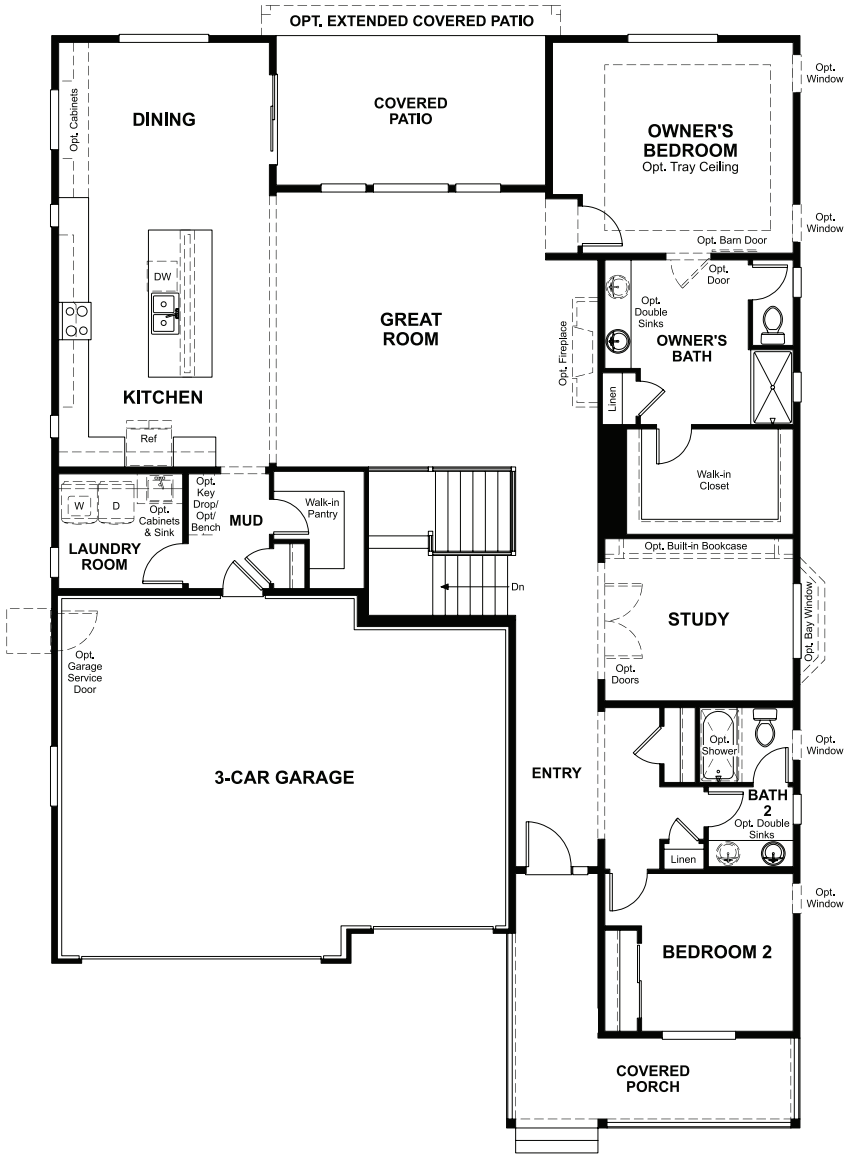 OPT. EXTENDED COVERED PATIO
DINING
Opt. Cabinets
COVERED
PATIO
OWNER'S
BEDROOM
Opt. Tray Ceiling
Opt.
Window
Opt.
Window
Opt. Barn Door
Opt.
Door
DW
GREAT
ROOM
Opt. Fireplace
Opt.
Double
Sinks
OWNER'S
BATH
Linen
KITCHEN
Ref
Walk-in
Closet
W
D
Opt.
Cabinets
& Sink
LAUNDRY
ROOM
Opt.
Key
Drop/
Opt/
Bench
MUD
Walk-in
Pantry
Dn
Opt. Built-in Bookcase
STUDY
Opt. Bay Window
Opt.
Doors
Opt.
Garage
Service
Door
3-CAR GARAGE
ENTRY
Opt.
Shower
Opt.
Window
BATH
2
Opt. Double
Sinks
Linen
Opt.
Window
BEDROOM 2
COVERED
PORCH